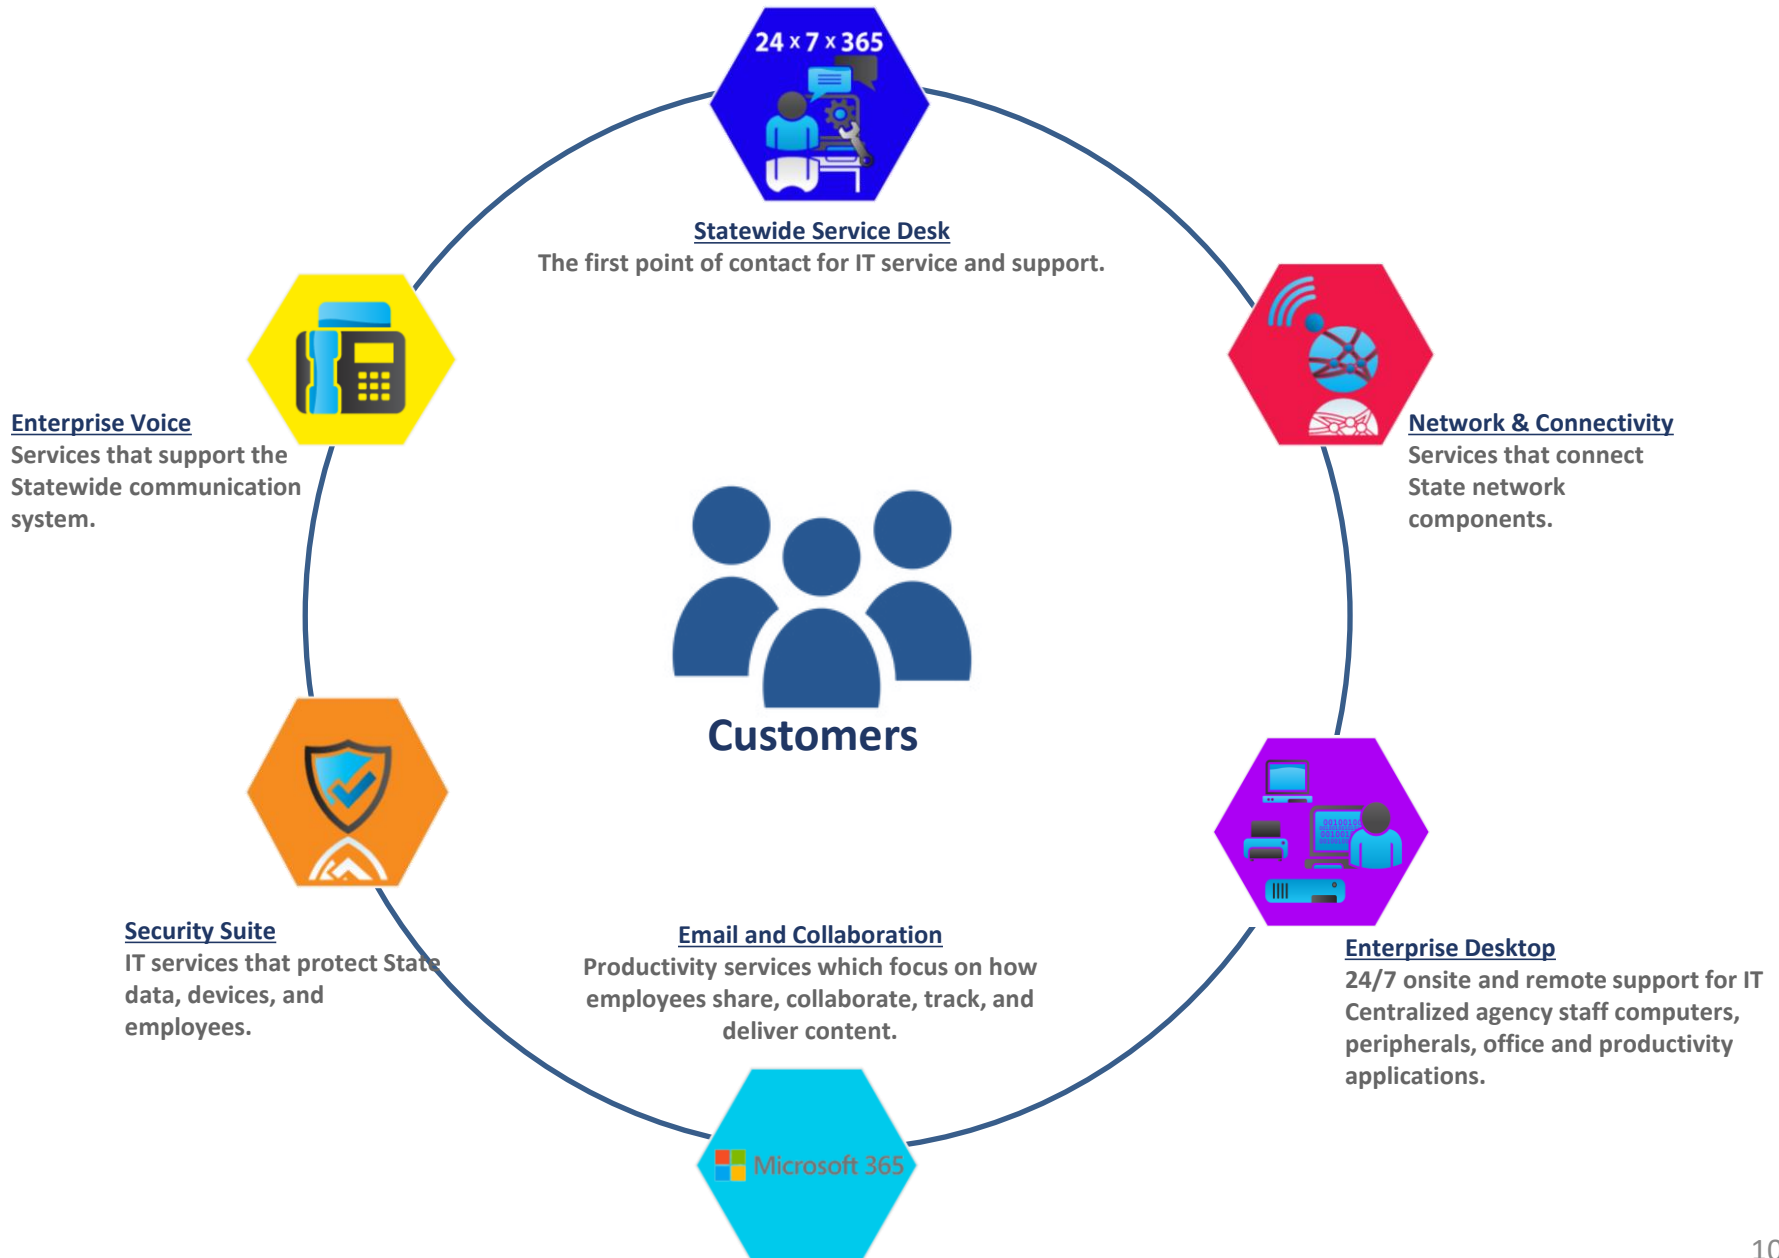 24 x 7 x 365
Statewide Service Desk
The first point of contact for IT service and support.
Enterprise Voice
Services that support the
Statewide communication
system.
Network & Connectivity
Services that connect
State network
components.
Customers
Security Suite
IT services that protect State
data, devices, and
employees.
Email and Collaboration
Productivity services which focus on how
employees share, collaborate, track, and
deliver content.
Enterprise Desktop
24/7 onsite and remote support for IT
Centralized agency staff computers,
peripherals, office and productivity
applications.
Microsoft 365
10